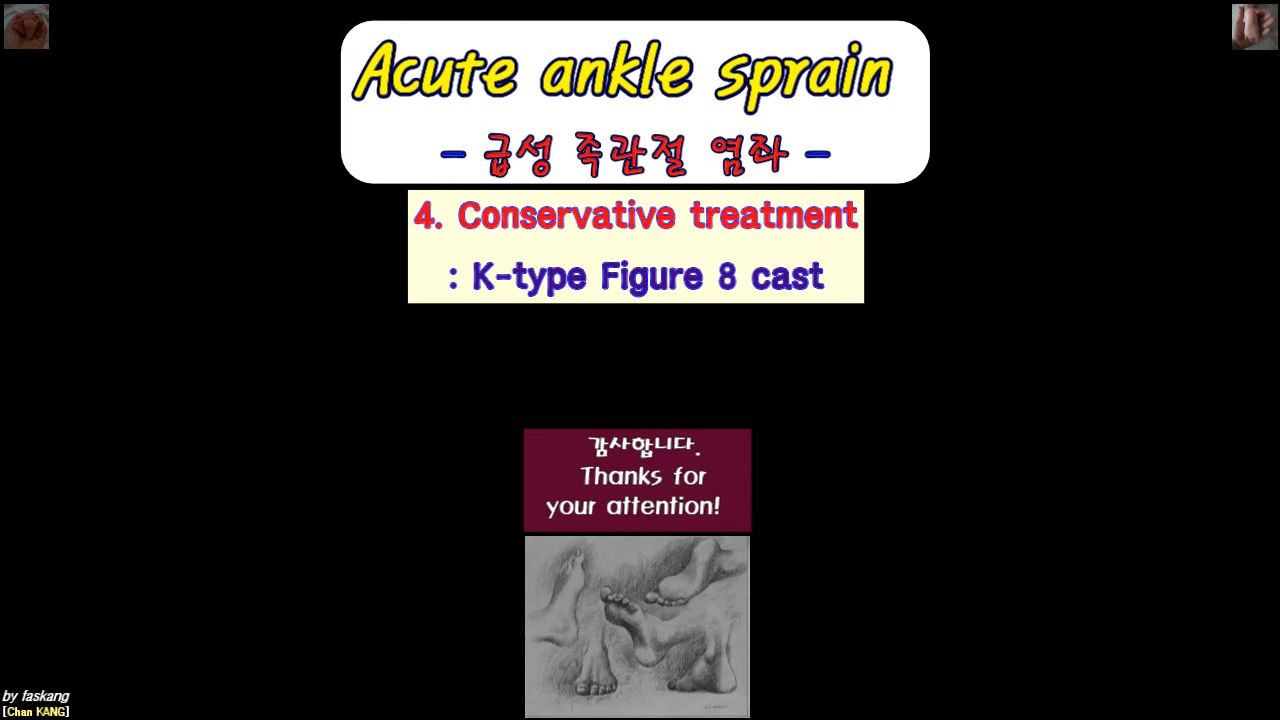 Acute ankle sprain
- 급성 족관절 염좌 -
4. Conservative treatment
: K-type Figure 8 cast
감사합니다.
Thanks for
your attention!
by faskang
[Chan KANG]